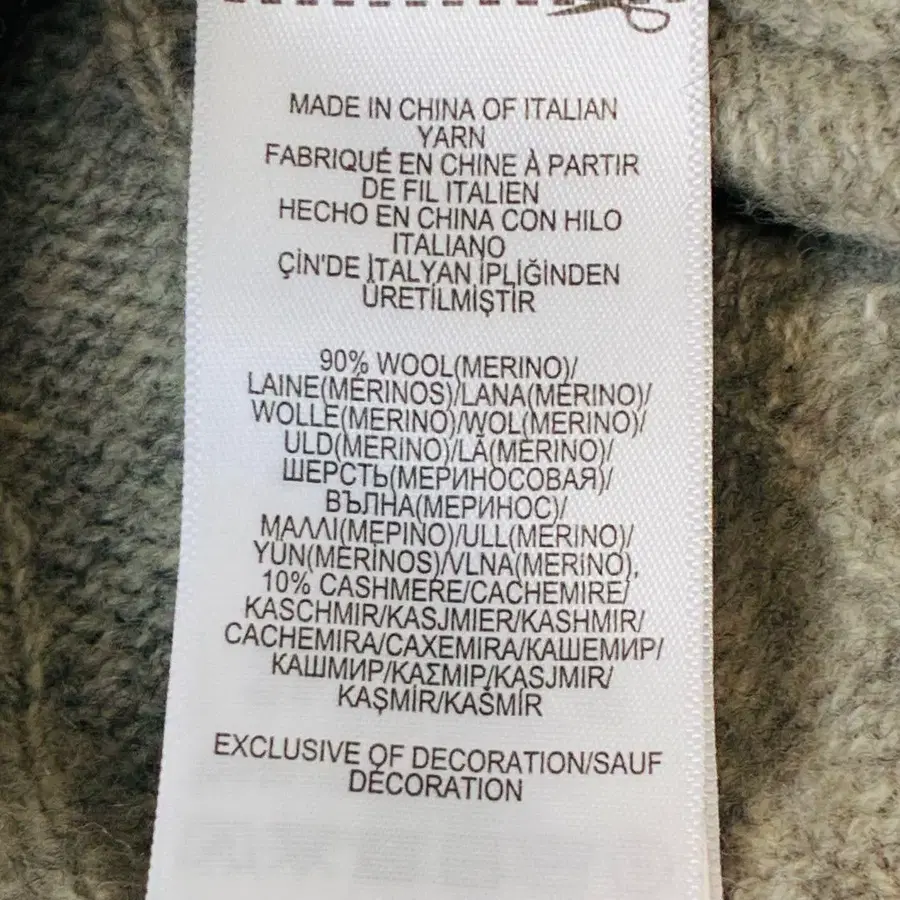 MADE IN CHINA OF ITALIAN
YARN
FABRIQUÉ EN CHINE À PARTIR
DE FIL ITALIEN
HECHO EN CHINA CON HILO
ITALIANO
ÇİN'DE İTALYAN İPLİĞİNDEN
ÜRETİLMİŞTİR
90% WOOL(MERINO)/
LAINE(MÉRINOS)/LANA(MERINO)/
WOLLE(MERINO)/WOL(MERINO)/
ULD(MERINO)/LÃ(MERINO)/
ШЕРСТЬ(МЕРИНОСОВАЯ)/
ВЪЛНА(МЕРИНОС)/
ΜΑΛΛΙ(ΜΕΡΙΝΟ)/ULL(MERINO)/
YÜN(MERİNOS)/VLNA(MERINO),
10% CASHMERE/CACHEMIRE/
KASCHMIR/KASJMIER/KASHMIR/
CACHEMIRA/CAXEMIRA/КАШЕМИР/
КАШМИР/ΚΑΣΜΙΡ/KASJMIR/
KAŞMİR/KAŠMÍR
EXCLUSIVE OF DECORATION/SAUF
DÉCORATION